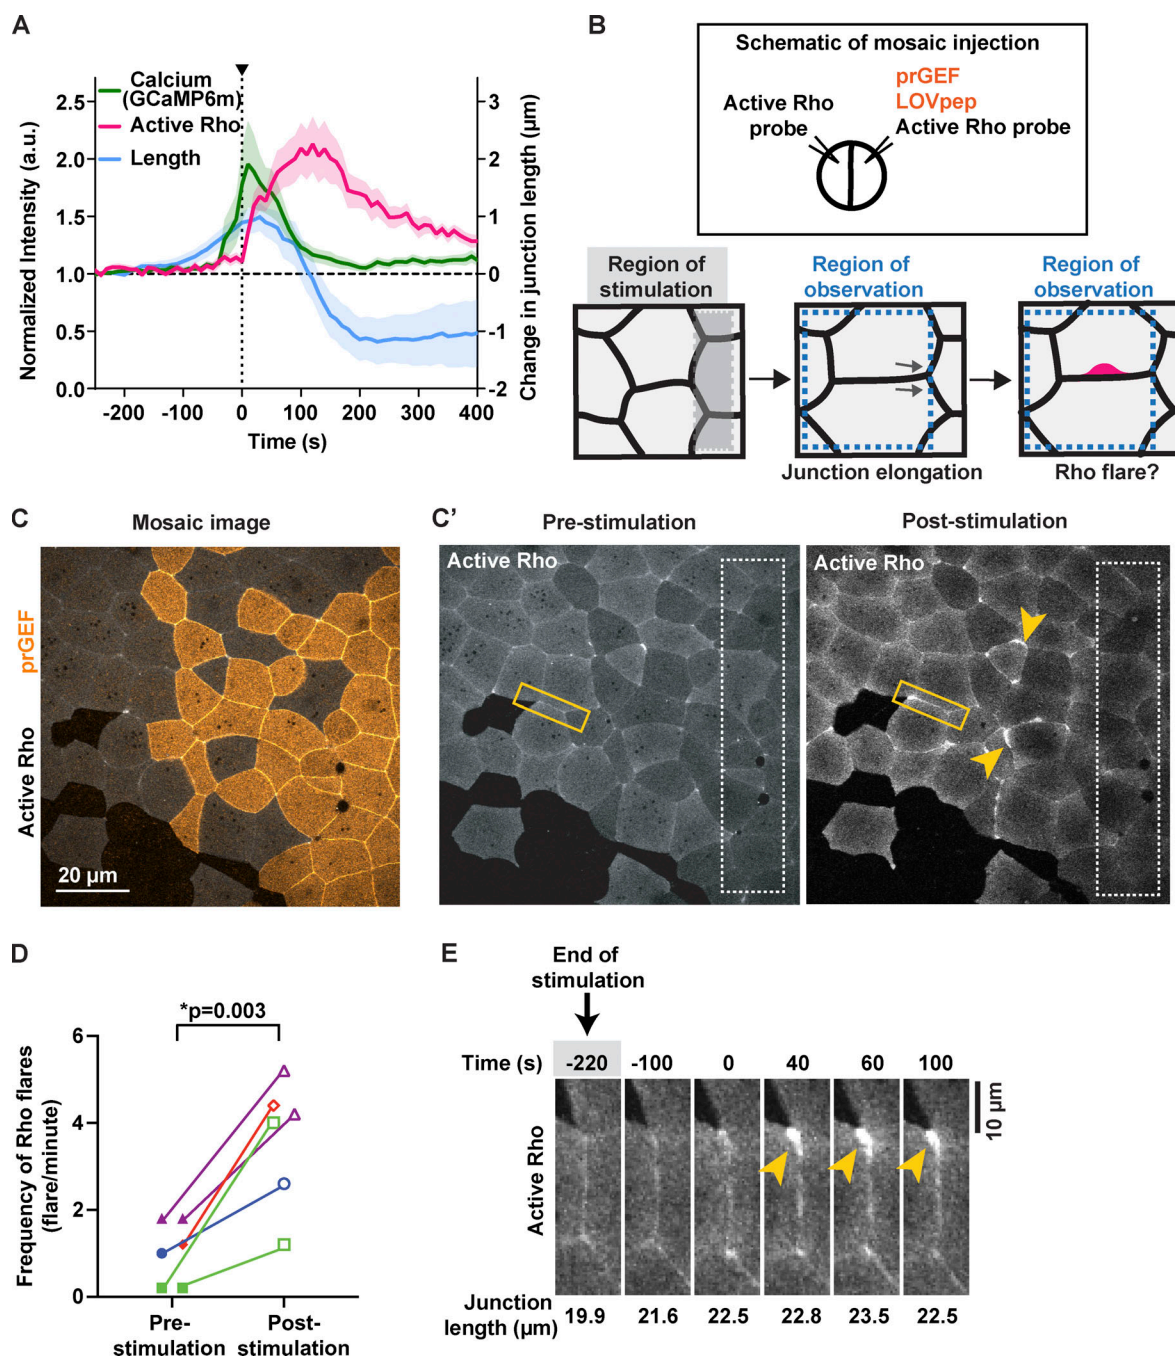 A
Calcium
(GCaMP6m)
Active Rho
Length
Normalized Intensity (a.u.)
2.5
2.0
1.5
1.0
0.5
0.0
Change in junction length (µm)
3
2
1
0
-1
-2
-200 -100 0 100 200 300 400
Time (s)
B
Schematic of mosaic injection
prGEF
LOVpep
Active Rho probe
Active Rho
probe
Region of
stimulation
Region of
observation
Region of
observation
Junction elongation
Rho flare?
C
Mosaic image
prGEF
Active Rho
20 µm
C'
Pre-stimulation
Post-stimulation
Active Rho
Active Rho
D
*p=0.003
Frequency of Rho flares
(flare/minute)
6
4
2
0
Pre-
stimulation
Post-
stimulation
E
End of
stimulation
Time (s) -220 -100 0 40 60 100
Active Rho
10 µm
Junction
length (µm) 19.9 21.6 22.5 22.8 23.5 22.5